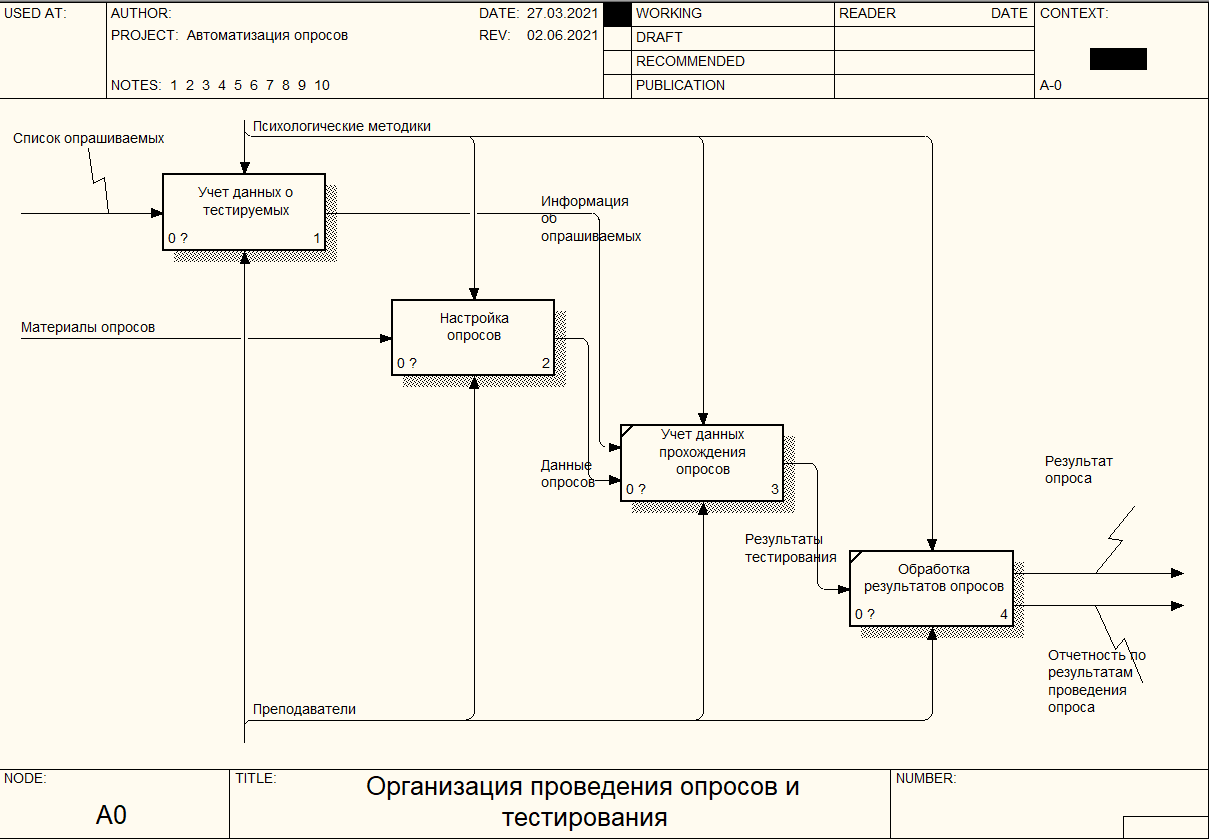 USED AT:
AUTHOR:
DATE: 27.03.2021
PROJECT: Автоматизация опросов
REV: 02.06.2021
NOTES: 1 2 3 4 5 6 7 8 9 10
WORKING
DRAFT
RECOMMENDED
PUBLICATION
READER DATE
CONTEXT:
A-0
Психологические методики
Список опрашиваемых
Учет данных о
тестируемых
0 ? 1
Информация
об
опрашиваемых
Материалы опросов
Настройка
опросов
0 ? 2
Данные
опросов
Учет данных
прохождения
опросов
0 ? 3
Результаты
тестирования
Обработка
результатов опросов
0 ? 4
Результат
опроса
Отчетность по
результатам
проведения
опроса
Преподаватели
NODE:
A0
TITLE:
Организация проведения опросов и
тестирования
NUMBER: